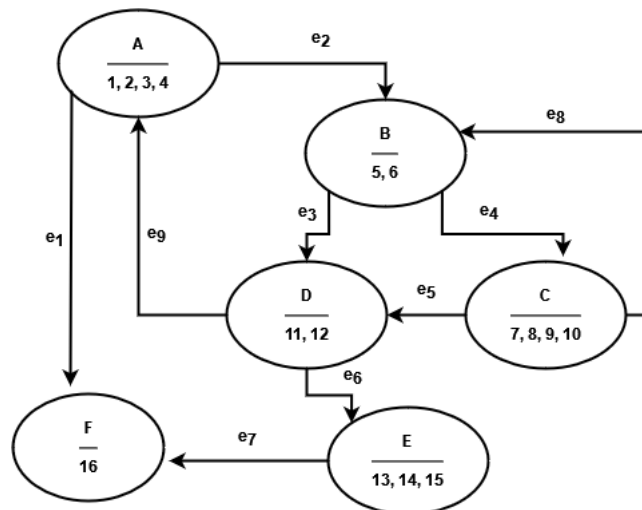 A
1, 2, 3, 4
e2
B
5, 6
e8
e3
e4
e1
e9
D
11, 12
e5
C
7, 8, 9, 10
e6
F
16
e7
E
13, 14, 15